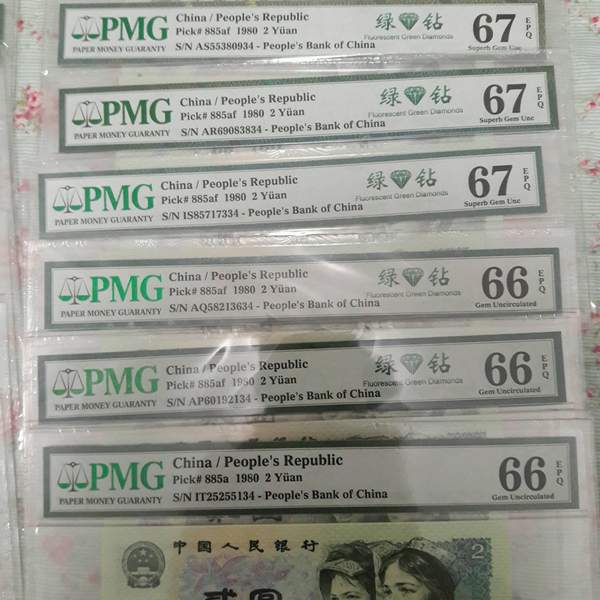 PMG
PAPER MONEY GUARANTY
China / People's Republic
Pick# 885af 1980 2 Yüan
S/N AS55380934 - People's Bank of China
绿 钻
Fluorescent Green Diamonds
67 EPQ
Superb Gem Unc
PMG
PAPER MONEY GUARANTY
China / People's Republic
Pick# 885af 1980 2 Yüan
S/N AR69083834 - People's Bank of China
绿 钻
Fluorescent Green Diamonds
67 EPQ
Superb Gem Unc
PMG
PAPER MONEY GUARANTY
China / People's Republic
Pick# 885af 1980 2 Yüan
S/N IS85717334 - People's Bank of China
绿 钻
Fluorescent Green Diamonds
67 EPQ
Superb Gem Unc
PMG
PAPER MONEY GUARANTY
China / People's Republic
Pick# 885af 1980 2 Yüan
S/N AQ58213634 - People's Bank of China
绿 钻
Fluorescent Green Diamonds
66 EPQ
Gem Uncirculated
PMG
PAPER MONEY GUARANTY
China / People's Republic
Pick# 885af 1980 2 Yüan
S/N AP60192134 - People's Bank of China
绿 钻
Fluorescent Green Diamonds
66 EPQ
Gem Uncirculated
PMG
PAPER MONEY GUARANTY
China / People's Republic
Pick# 885a 1980 2 Yüan
S/N IT25255134 - People's Bank of China
66 EPQ
Gem Uncirculated
中国人民银行
2